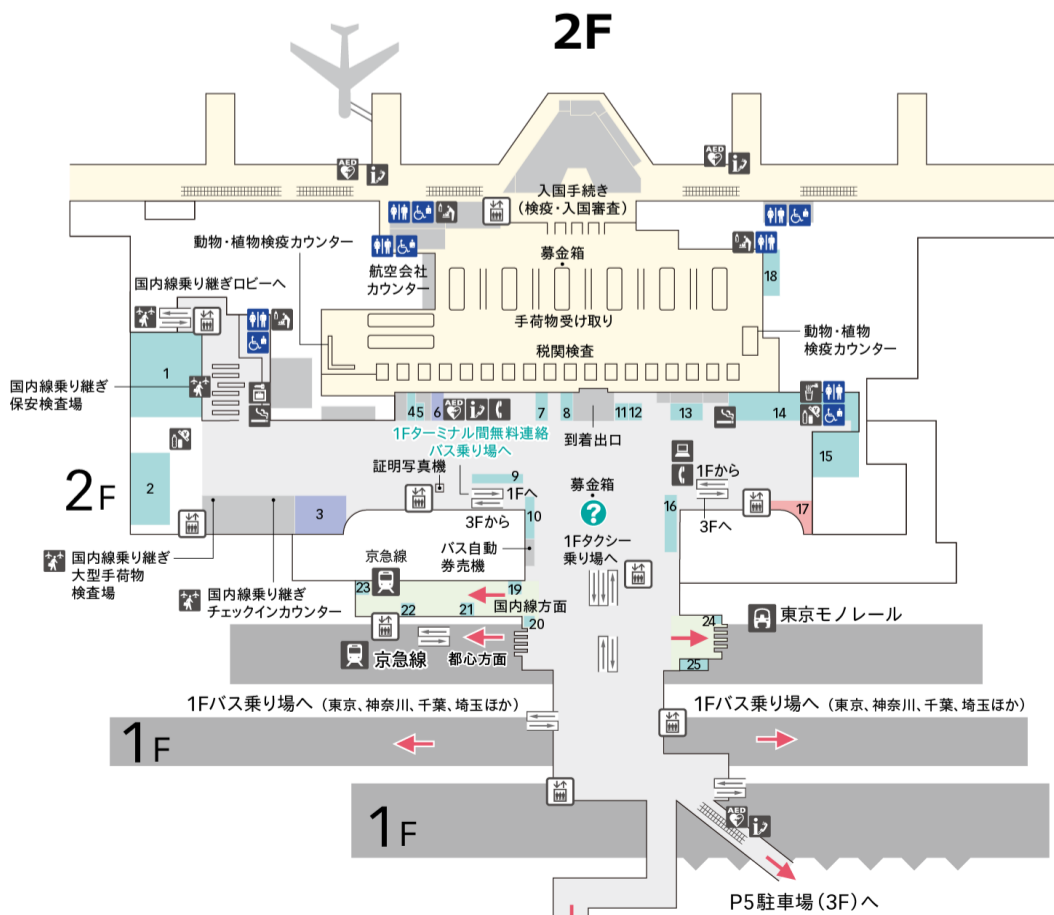 2F
AED
AED
入国手続き
(検疫・入国審査)
動物・植物検疫カウンター
募金箱
航空会社
カウンター
国内線乗り継ぎロビーへ
18
手荷物受け取り
動物・植物
検疫カウンター
税関検査
1
国内線乗り継ぎ
保安検査場
4
5
6
AED
7
8
11
12
13
14
1Fターミナル間無料連絡
バス乗り場へ
到着出口
15
証明写真機
2F
2
9
1Fへ
募金箱
1Fから
3
3Fから
10
?
16
3Fへ
17
1Fタクシー
乗り場へ
バス自動
券売機
国内線乗り継ぎ
大型手荷物
検査場
京急線
国内線乗り継ぎ
チェックインカウンター
23
19
国内線方面
22
21
20
24
東京モノレール
京急線
都心方面
25
1Fバス乗り場へ (東京、神奈川、千葉、埼玉ほか)
1Fバス乗り場へ (東京、神奈川、千葉、埼玉ほか)
1F
1F
AED
P5駐車場(3F)へ